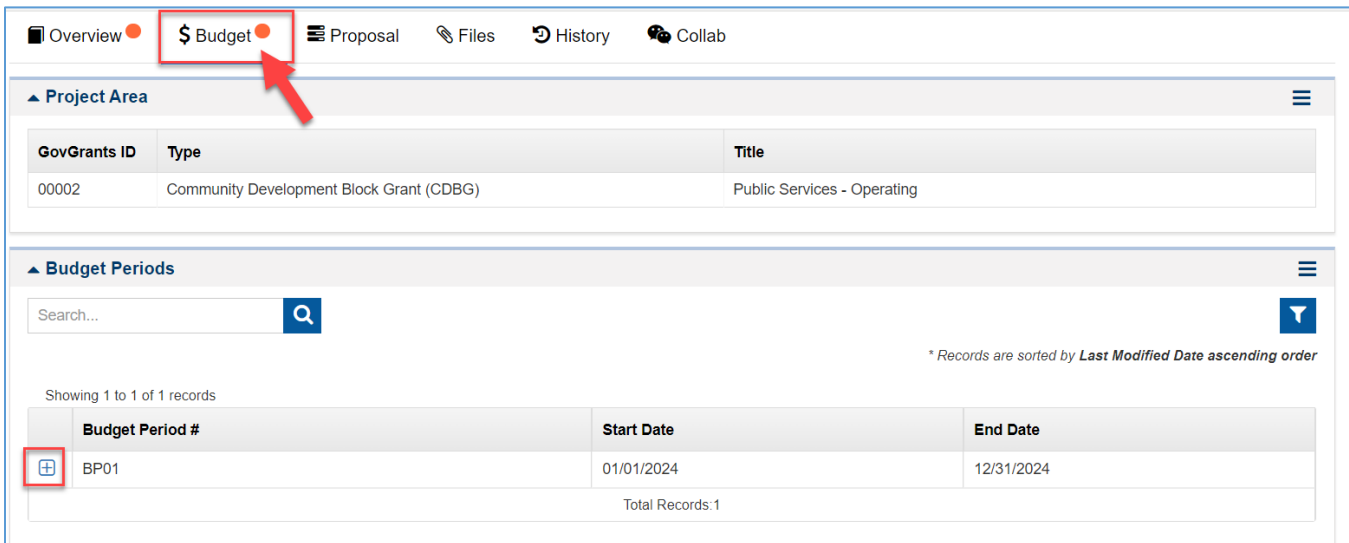 Overview $ Budget Proposal Files History Collab
Project Area
GovGrants ID Type Title
00002 Community Development Block Grant (CDBG) Public Services - Operating
Budget Periods
Search...
* Records are sorted by Last Modified Date ascending order
Showing 1 to 1 of 1 records
Budget Period # Start Date End Date
BP01 01/01/2024 12/31/2024
Total Records:1